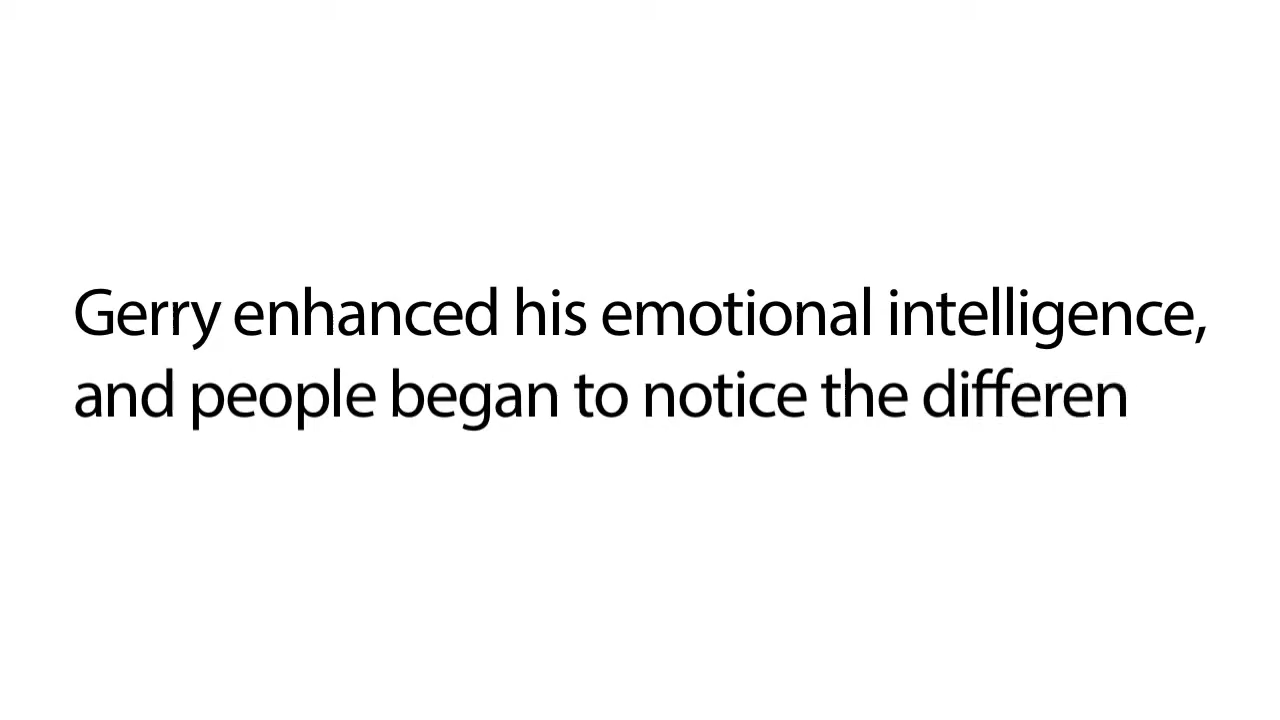 Gerry enhanced his emotional intelligence,
and people began to notice the differen